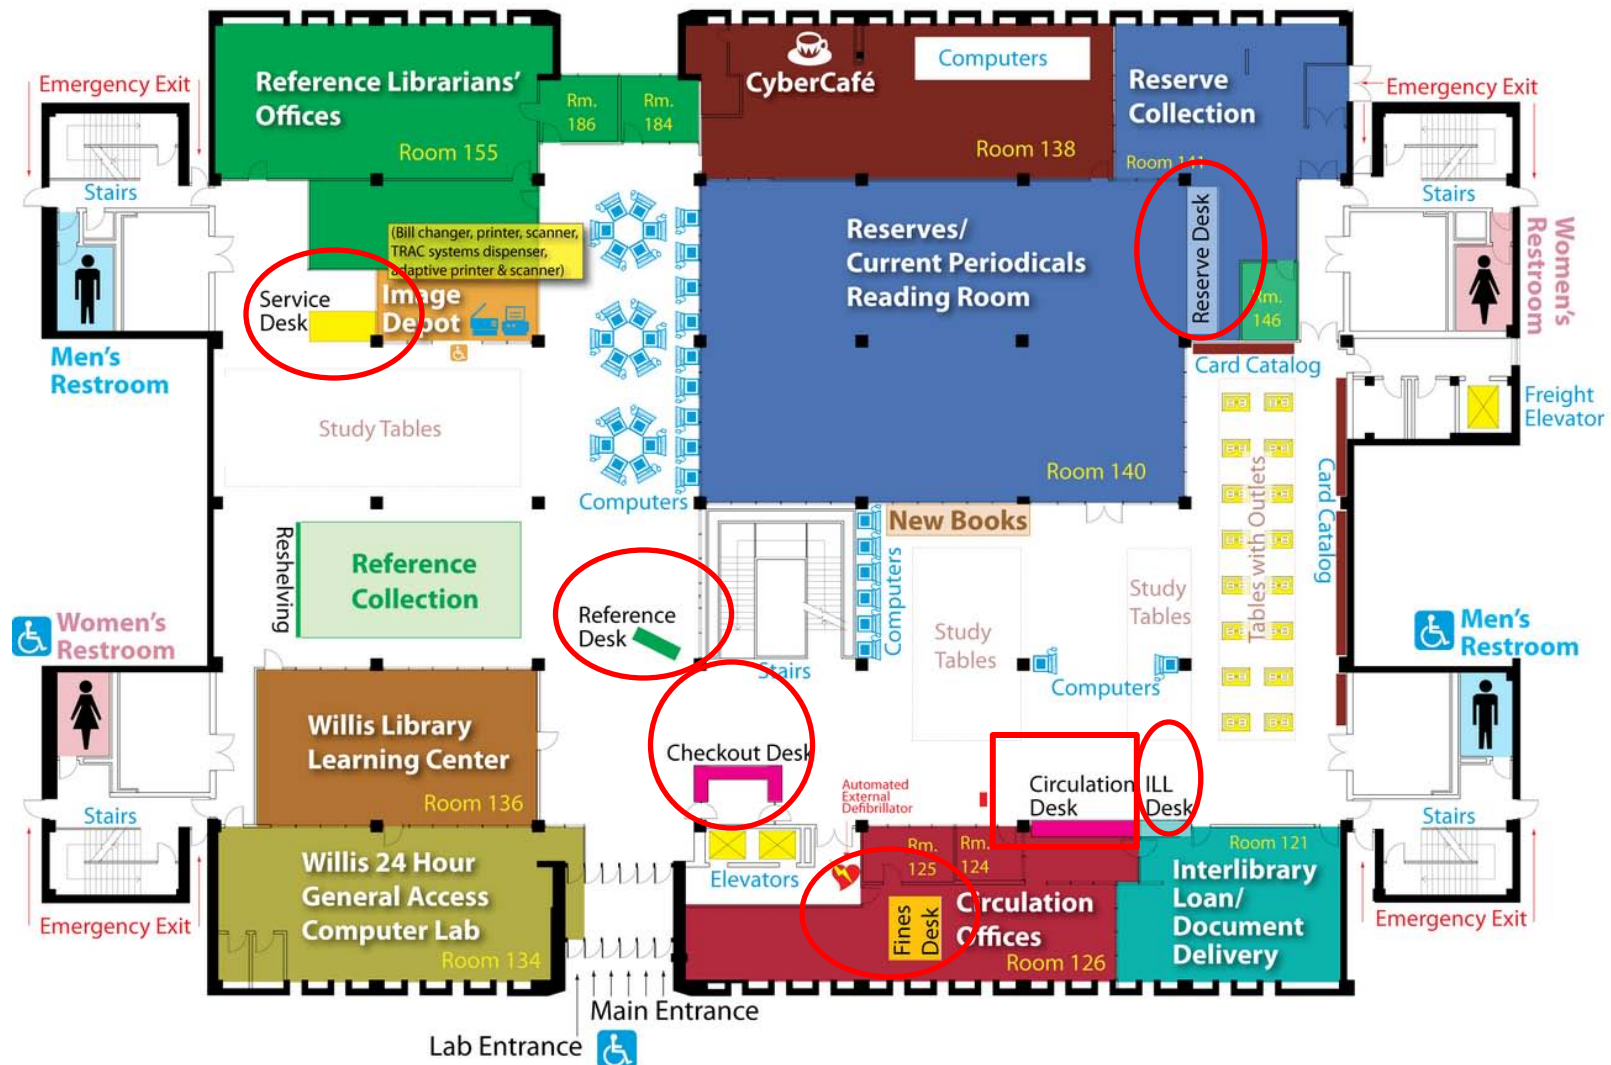 Emergency Exit
Reference Librarians'
Offices
Room 155
Rm.
186
Rm.
184
CyberCafé
Computers
Room 138
Reserve
Collection
Room 141
Emergency Exit
Stairs
Stairs
(Bill changer, printer, scanner,
TRAC systems dispenser,
adaptive printer & scanner)
Image
Depot
Service
Desk
Men's
Restroom
Reserves/
Current Periodicals
Reading Room
Room 140
Reserve Desk
Rm.
146
Women's
Restroom
Card Catalog
Freight
Elevator
Study Tables
Computers
New Books
Computers
Tables with Outlets
Card Catalog
Reshelving
Reference
Collection
Reference
Desk
Stairs
Study
Tables
Study
Tables
Computers
Women's
Restroom
Men's
Restroom
Willis Library
Learning Center
Room 136
Checkout Desk
Automated
External
Defibrillator
Circulation
Desk
ILL
Desk
Stairs
Stairs
Willis 24 Hour
General Access
Computer Lab
Room 134
Elevators
Rm.
125
Rm.
124
Fines
Desk
Circulation
Offices
Room 126
Room 121
Interlibrary
Loan/
Document
Delivery
Emergency Exit
Emergency Exit
Main Entrance
Lab Entrance